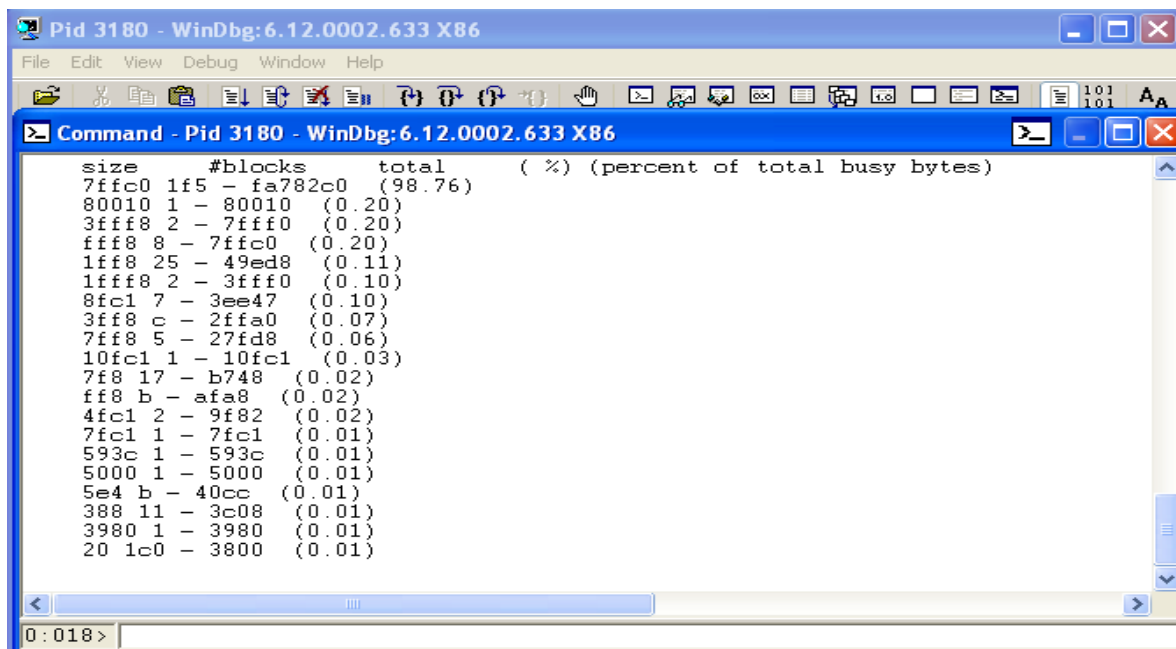 Pid 3180 - WinDbg:6.12.0002.633 X86
File Edit View Debug Window Help
Command - Pid 3180 - WinDbg:6.12.0002.633 X86
size #blocks total ( %) (percent of total busy bytes)
7ffc0 1f5 - fa782c0 (98.76)
80010 1 - 80010 (0.20)
3fff8 2 - 7fff0 (0.20)
fff8 8 - 7ffc0 (0.20)
1ff8 25 - 49ed8 (0.11)
1fff8 2 - 3fff0 (0.10)
8fc1 7 - 3ee47 (0.10)
3ff8 c - 2ffa0 (0.07)
7ff8 5 - 27fd8 (0.06)
10fc1 1 - 10fc1 (0.03)
7f8 17 - b748 (0.02)
ff8 b - afa8 (0.02)
4fc1 2 - 9f82 (0.02)
7fc1 1 - 7fc1 (0.01)
593c 1 - 593c (0.01)
5000 1 - 5000 (0.01)
5e4 b - 40cc (0.01)
388 11 - 3c08 (0.01)
3980 1 - 3980 (0.01)
20 1c0 - 3800 (0.01)
0:018>